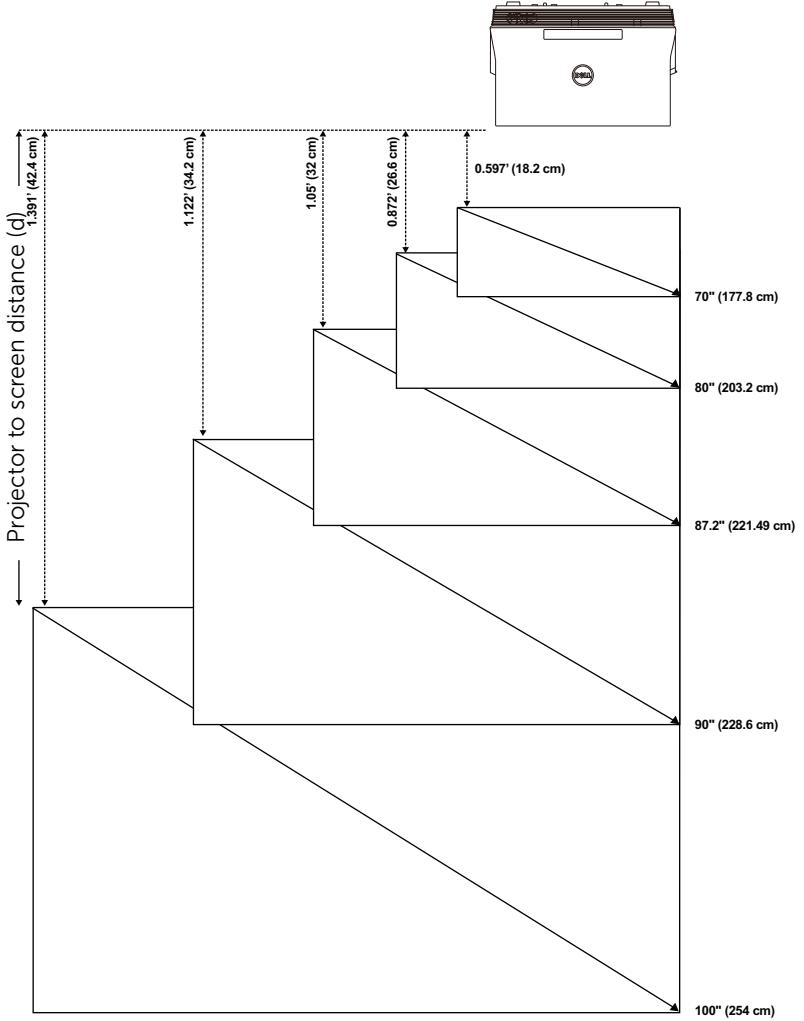 DELL
Projector to screen distance (d)
1.391' (42.4 cm)
1.122' (34.2 cm)
1.05' (32 cm)
0.872' (26.6 cm)
0.597' (18.2 cm)
70" (177.8 cm)
80" (203.2 cm)
87.2" (221.49 cm)
90" (228.6 cm)
100" (254 cm)